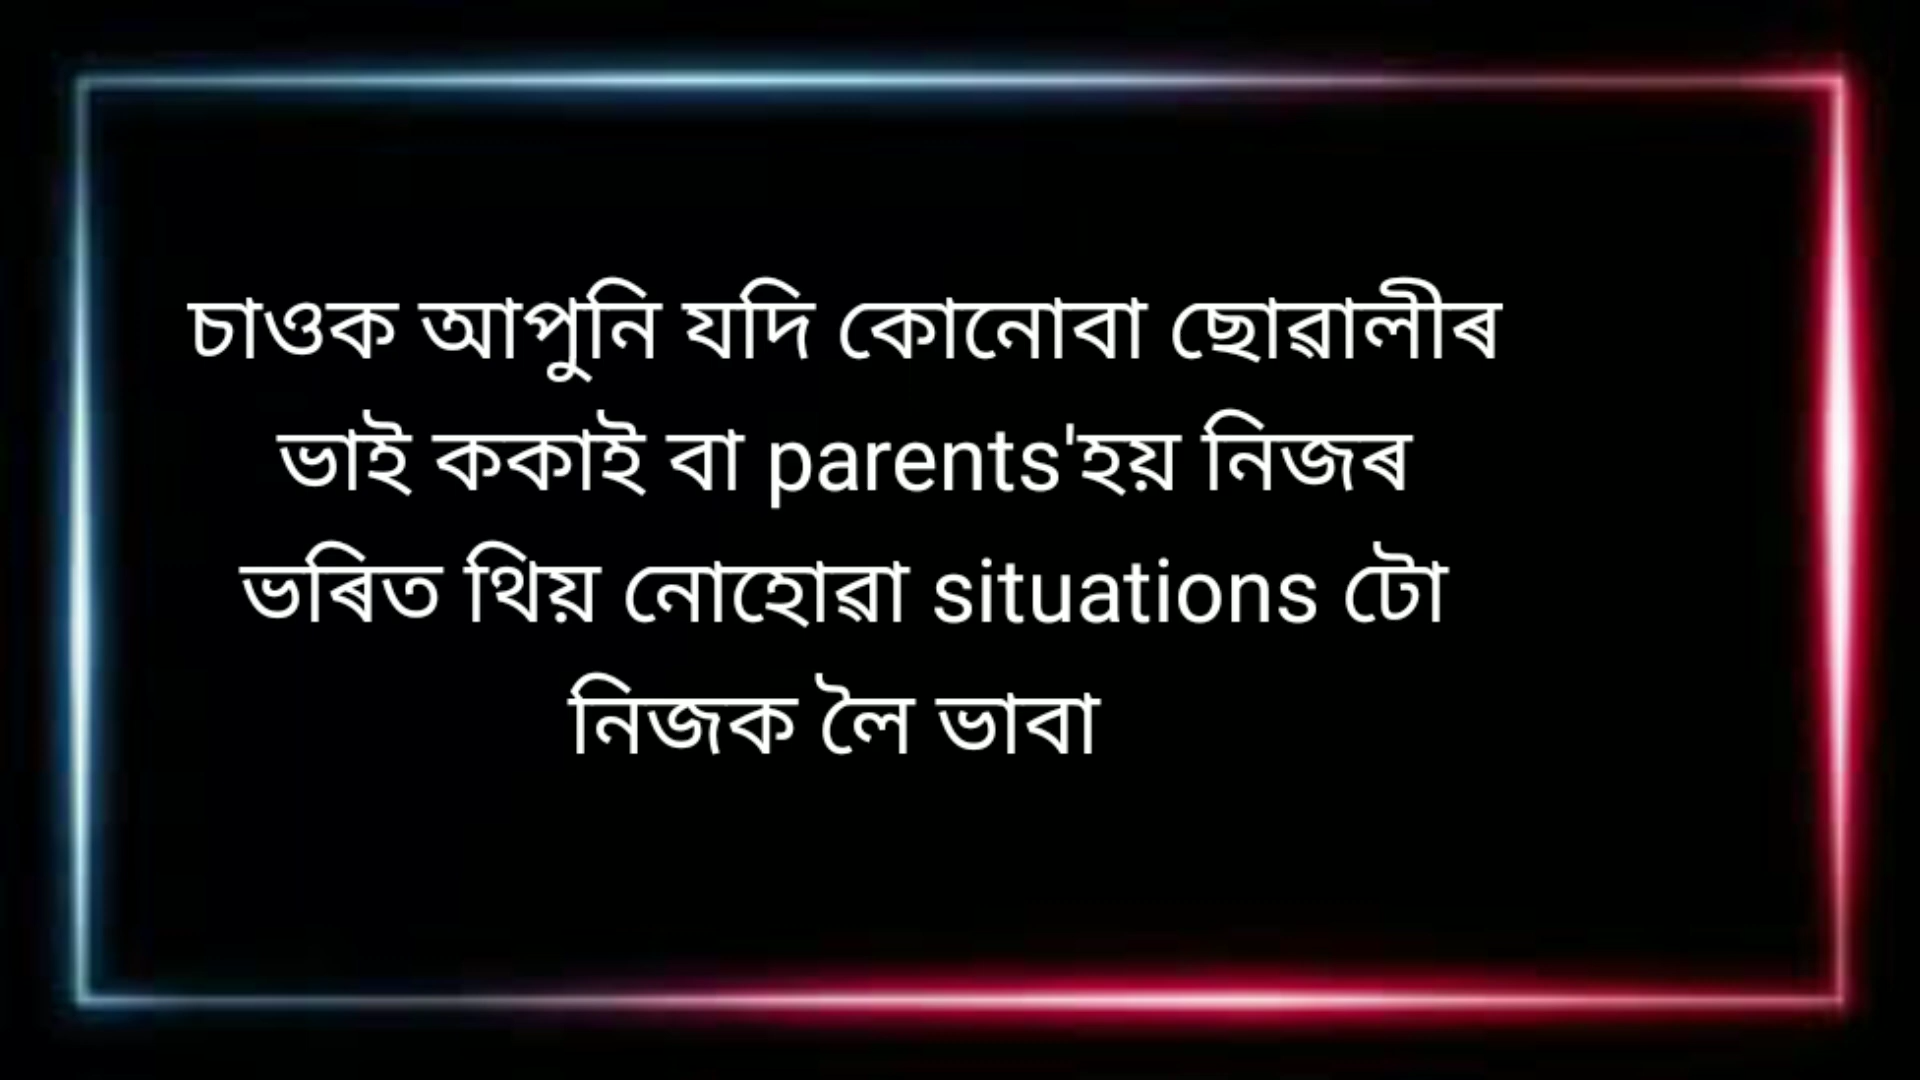 চাওক আপুনি যদি কোনোবা ছোৱালীৰ
ভাই ককাই বা parents'হয় নিজৰ
ভৰিত থিয় নোহোৱা situations টো
নিজক লৈ ভাবা